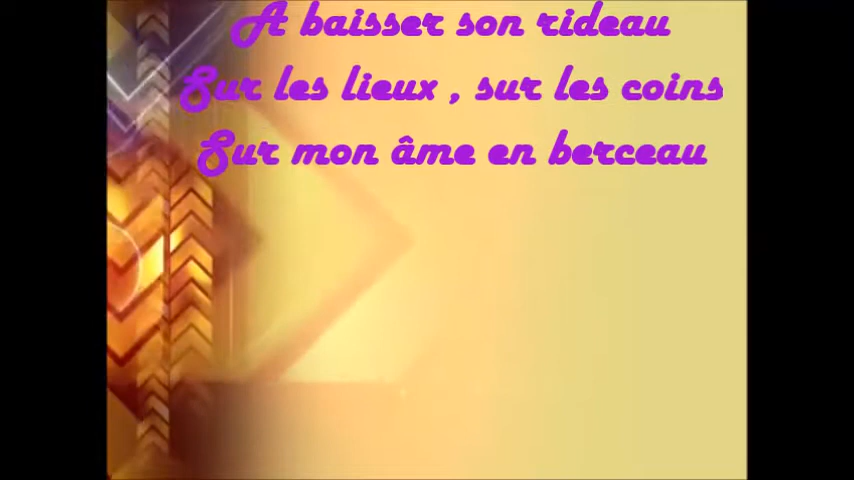 A baisser son rideau
Sur les lieux , sur les coins
Sur mon âme en berceau